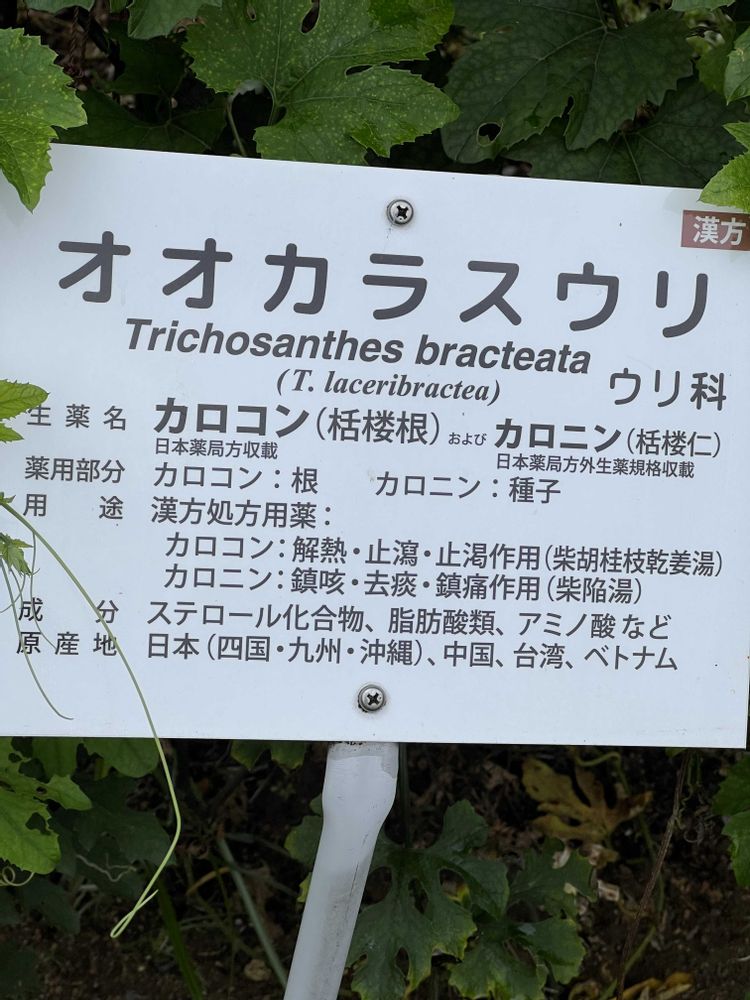 漢方
オオカラスウリ
Trichosanthes bracteata
(T. laceribractea) ウリ科
生薬名 カロコン(栝楼根) および カロニン(栝楼仁)
日本薬局方収載 日本薬局方外生薬規格収載
薬用部分 カロコン:根 カロニン:種子
用途 漢方処方用薬:
カロコン:解熱・止瀉・止渇作用(柴胡桂枝乾姜湯)
カロニン:鎮咳・去痰・鎮痛作用(柴陥湯)
成分 ステロール化合物、脂肪酸類、アミノ酸など
原産地 日本(四国・九州・沖縄)、中国、台湾、ベトナム